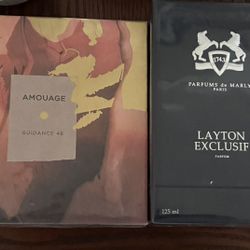 AMOUAGE
GUIDANCE 46
1743
PARFUMS de MARLY
PARIS
LAYTON
EXCLUSIF
PARFUM
125 ml